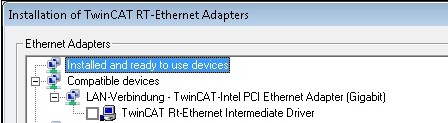 Installation of TwinCAT RT-Ethernet Adapters
Ethernet Adapters
Installed and ready to use devices
Compatible devices
LAN-Verbindung - TwinCAT-Intel PCI Ethernet Adapter (Gigabit)
TwinCAT Rt-Ethernet Intermediate Driver